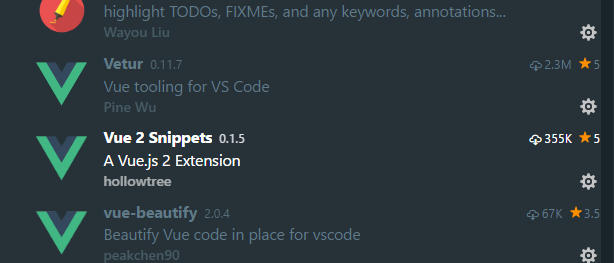 highlight TODOs, FIXMEs, and any keywords, annotations...
Wayou Liu
Vetur 0.11.7 2.3M 5
Vue tooling for VS Code
Pine Wu
Vue 2 Snippets 0.1.5 355K 5
A Vue.js 2 Extension
hollowtree
vue-beautify 2.0.4 67K 3.5
Beautify Vue code in place for vscode
peakchen90